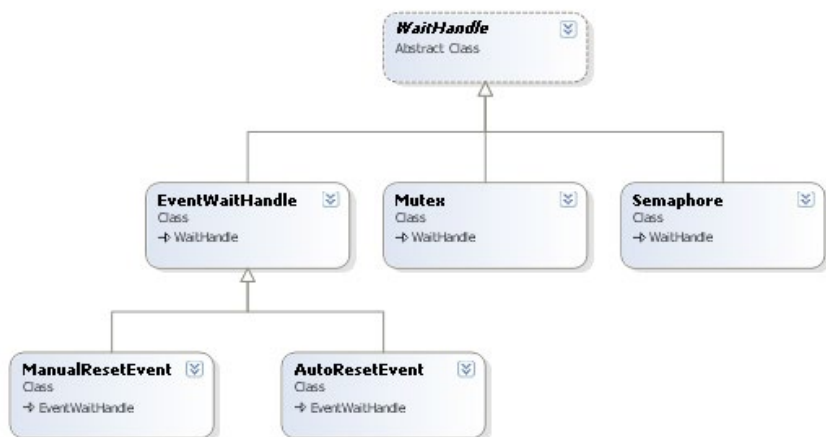 WaitHandle
Abstract Class
EventWaitHandle
Class
WaitHandle
Mutex
Class
WaitHandle
Semaphore
Class
WaitHandle
ManualResetEvent
Class
EventWaitHandle
AutoResetEvent
Class
EventWaitHandle